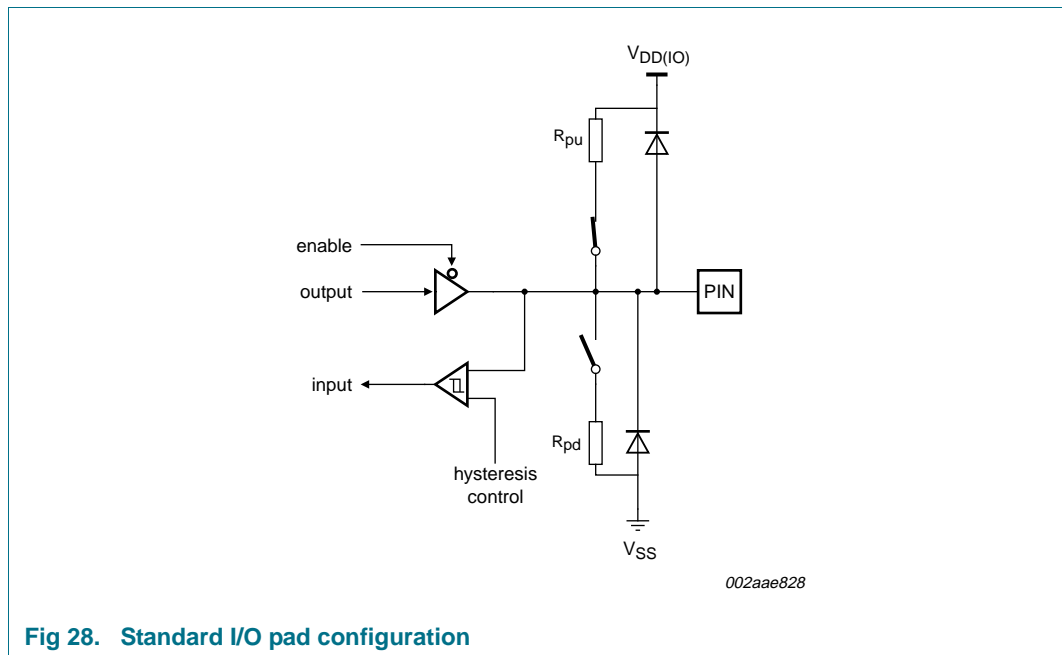 VDD(IO)
Rpu
enable
output
PIN
input
Rpd
hysteresis
control
VSS
002aae828
Fig 28. Standard I/O pad configuration